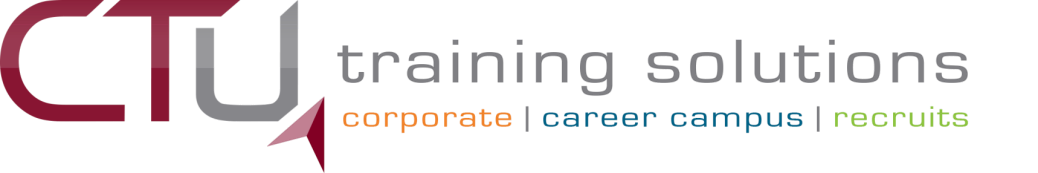 CTU training solutions
corporate | career campus | recruits